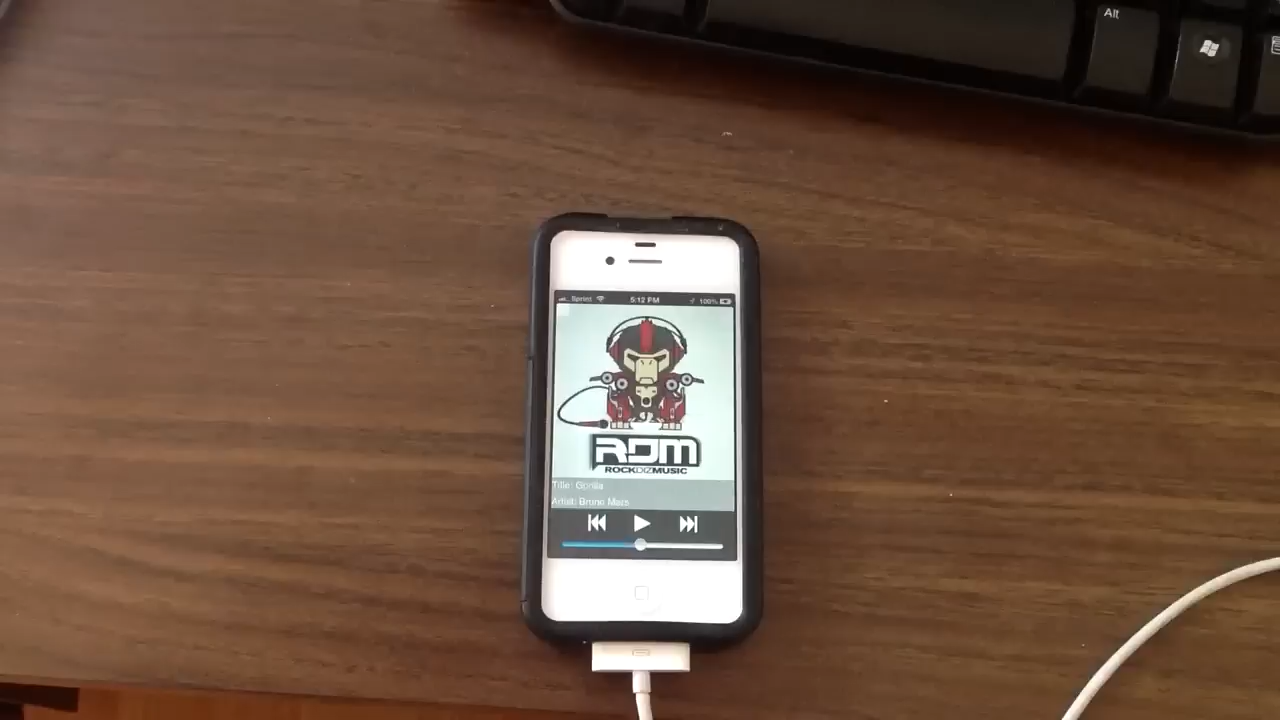 Alt
Sprint 5:12 PM 100%
RDM
ROCKDIZMUSIC
Title: Gorilla
Artist: Bruno Mars